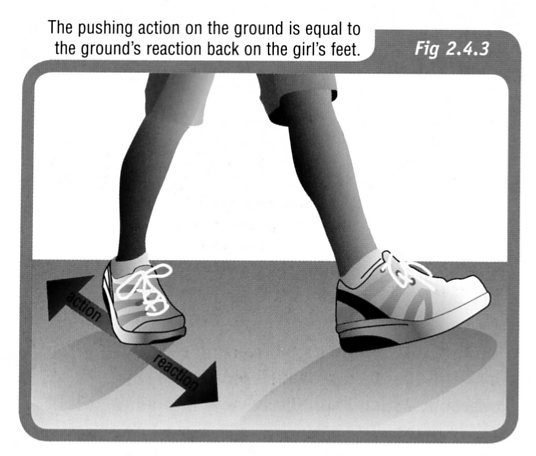 The pushing action on the ground is equal to
the ground's reaction back on the girl's feet.
Fig 2.4.3
action
reaction